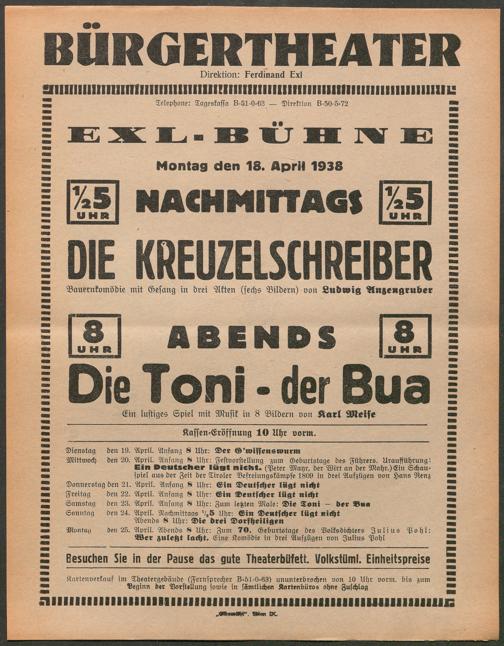 BÜRGERTHEATER
Direktion: Ferdinand Exl
Telephone: Tageskassa B-51-0-63 — Direktion B-50-5-72
EXL-BÜHNE
Montag den 18. April 1938
½5 UHR NACHMITTAGS ½5 UHR
DIE KREUZELSCHREIBER
Bauernkomödie mit Gesang in drei Akten (sechs Bildern) von Ludwig Anzengruber
8 UHR ABENDS 8 UHR
Die Toni - der Bua
Ein lustiges Spiel mit Musik in 8 Bildern von Karl Meise
Kassen-Eröffnung 10 Uhr vorm.
Dienstag den 19. April. Anfang 8 Uhr: Der G'wissenswurm
Mittwoch den 20. April. Anfang 8 Uhr: Festvorstellung zum Geburtstage des Führers. Uraufführung:
Ein Deutscher lügt nicht. (Peter Mayr, der Wirt an der Mahr.) Ein Schau-
spiel aus der Zeit der Tiroler Befreiungskämpfe 1809 in drei Aufzügen von Hans Renz
Donnerstag den 21. April. Anfang 8 Uhr: Ein Deutscher lügt nicht
Freitag den 22. April. Anfang 8 Uhr: Ein Deutscher lügt nicht
Samstag den 23. April. Anfang 8 Uhr: Zum letzten Male: Die Toni — der Bua
Sonntag den 24. April. Nachmittags ½5 Uhr: Ein Deutscher lügt nicht
Abends 8 Uhr: Die drei Dorfheiligen
Montag den 25. April. Abends 8 Uhr: Zum 70. Geburtstage des Volksdichters Julius Pohl:
Wer zuletzt lacht. Eine Komödie in drei Aufzügen von Julius Pohl
Besuchen Sie in der Pause das gute Theaterbüfett. Volkstüml. Einheitspreise
Kartenverkauf im Theatergebäude (Fernsprecher B-51-0-63) ununterbrochen von 10 Uhr vorm. bis zum
Beginn der Vorstellung sowie in sämtlichen Kartenbüros ohne Zuschlag
Wien IX.